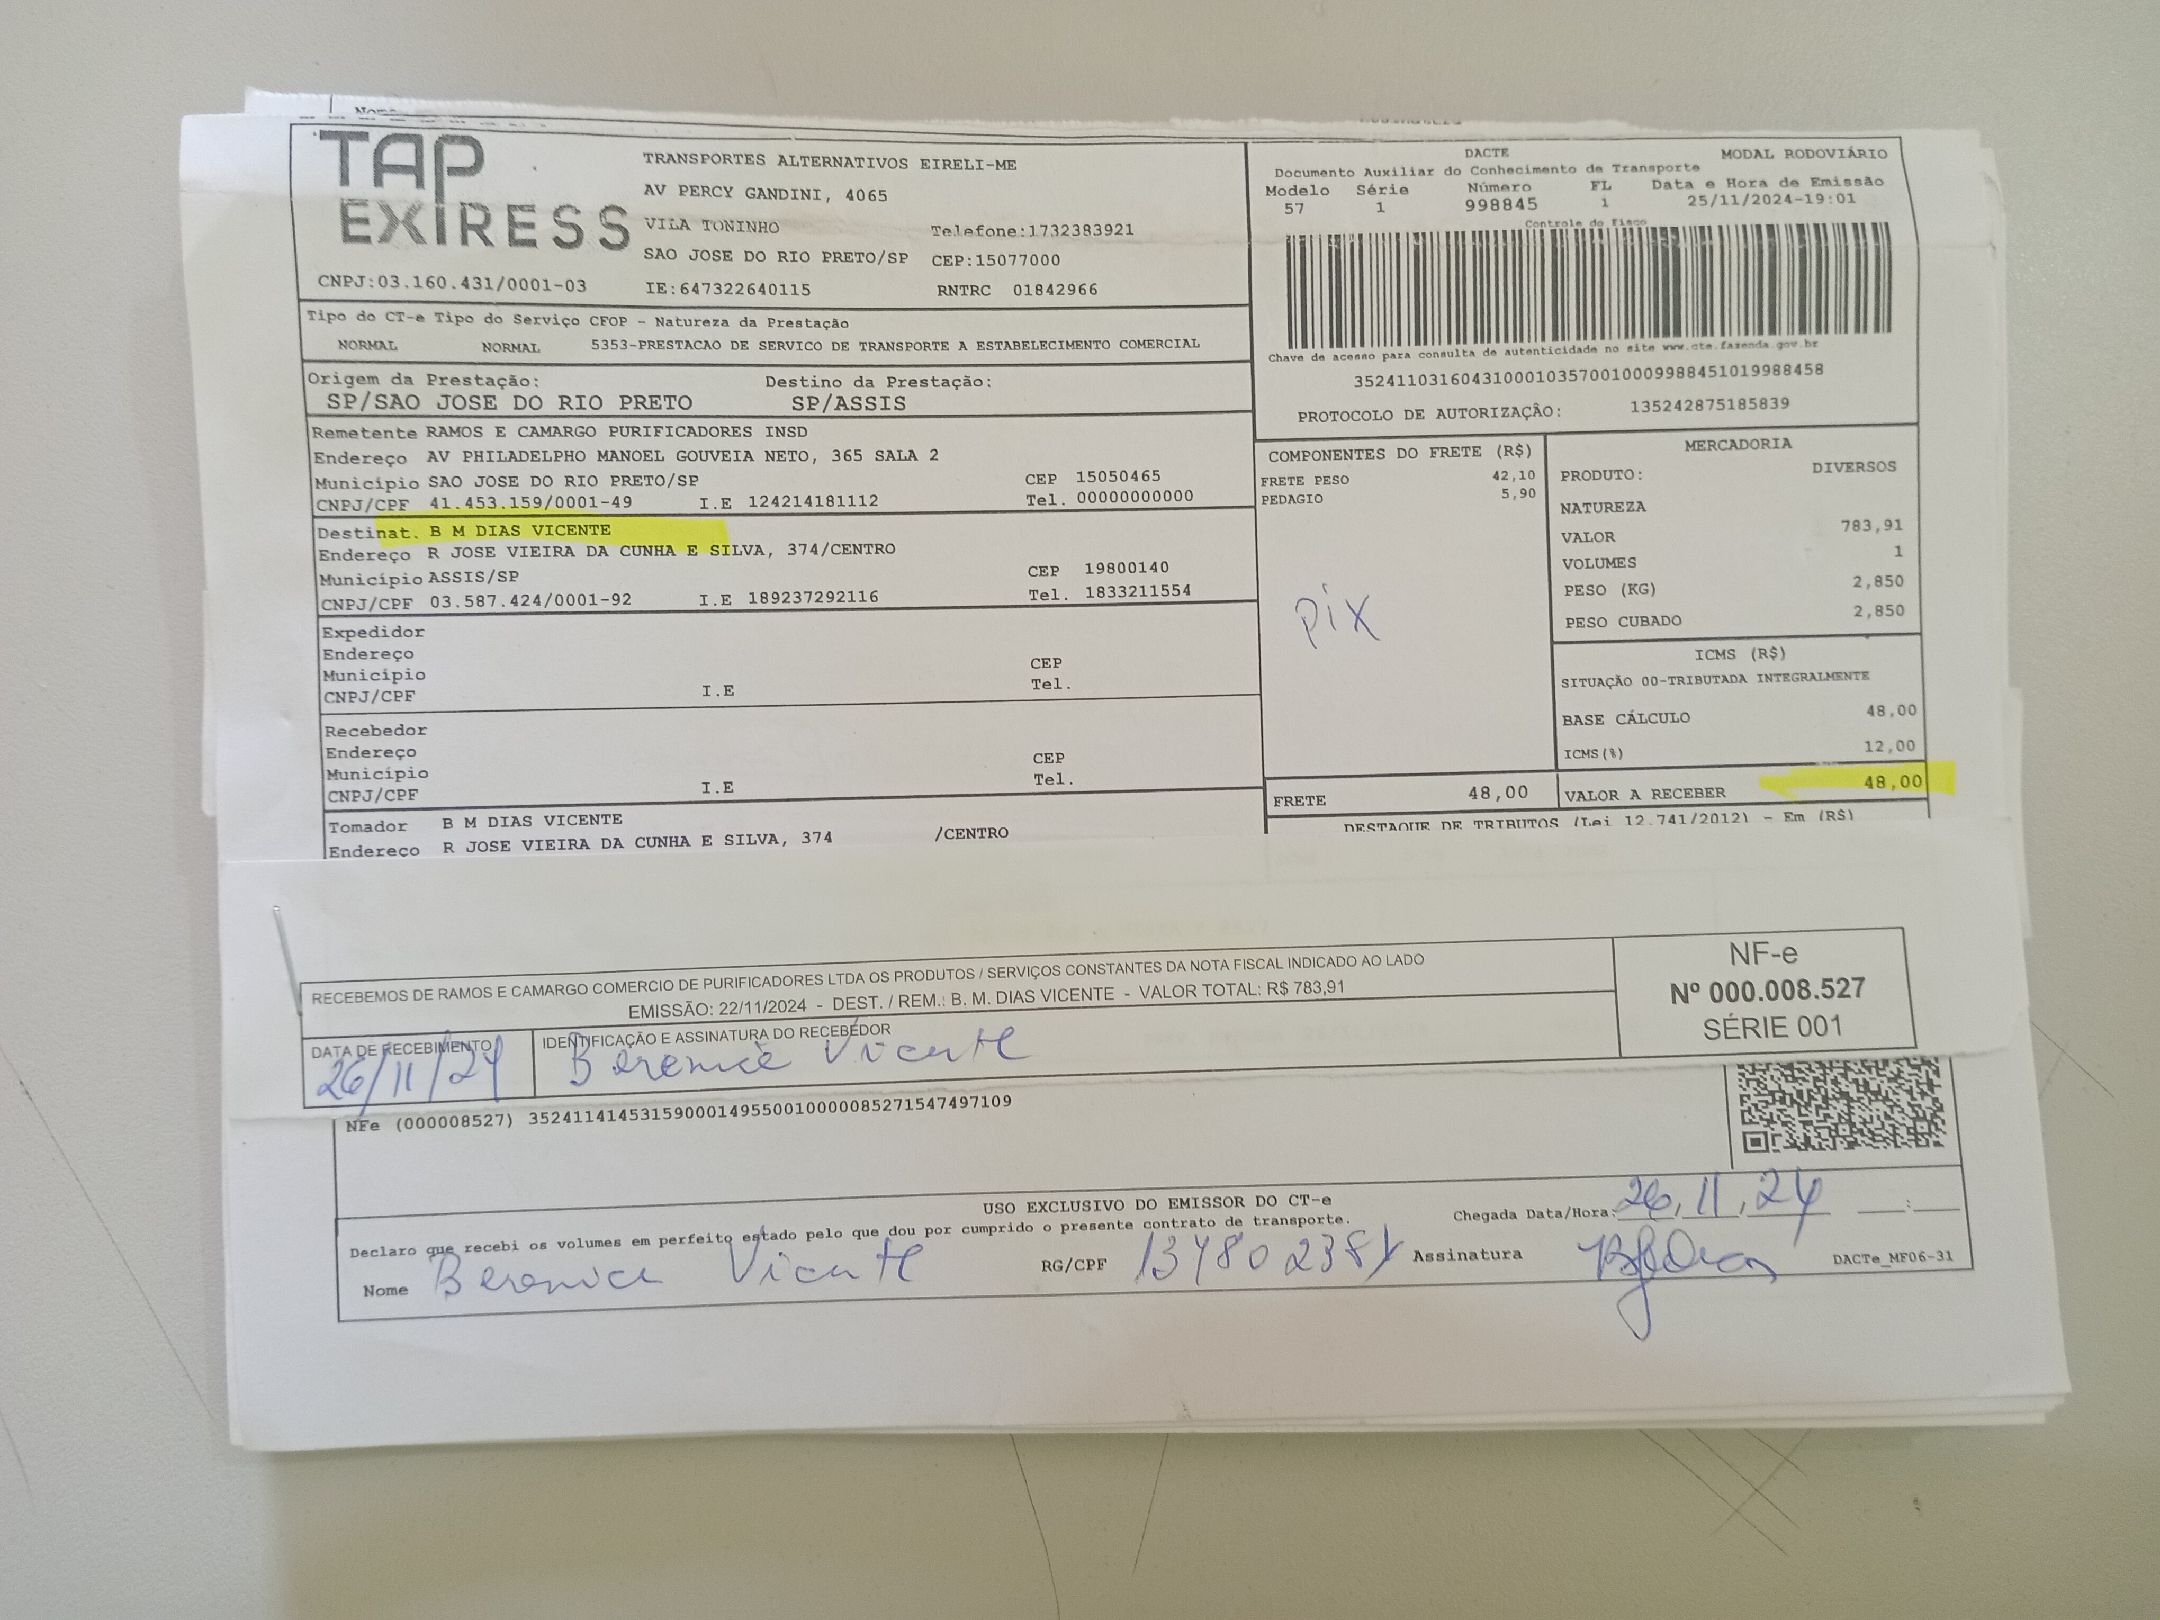 TAP
EXIRESS
CNPJ:03.160.431/0001-03
TRANSPORTES ALTERNATIVOS EIRELI-ME
AV PERCY GANDINI, 4065
VILA TONINHO Telefone:1732383921
SAO JOSE DO RIO PRETO/SP CEP:15077000
IE:647322640115 RNTRC 01842966
DACTE MODAL RODOVIÁRIO
Documento Auxiliar do Conhecimento de Transporte
Modelo Série Número FL Data e Hora de Emissão
57 1 998845 1 25/11/2024-19:01
Controle do Fisco
Chave de acesso para consulta de autenticidade no site www.cte.fazenda.gov.br
35241103160431000103570010009988451019988458
PROTOCOLO DE AUTORIZAÇÃO: 135242875185839
Tipo do CT-e Tipo do Serviço CFOP - Natureza da Prestação
NORMAL NORMAL 5353-PRESTACAO DE SERVICO DE TRANSPORTE A ESTABELECIMENTO COMERCIAL
Origem da Prestação: Destino da Prestação:
SP/SAO JOSE DO RIO PRETO SP/ASSIS
Remetente RAMOS E CAMARGO PURIFICADORES INSD
Endereço AV PHILADELPHO MANOEL GOUVEIA NETO, 365 SALA 2
Município SAO JOSE DO RIO PRETO/SP CEP 15050465
CNPJ/CPF 41.453.159/0001-49 I.E 124214181112 Tel. 00000000000
Destinat. B M DIAS VICENTE
Endereço R JOSE VIEIRA DA CUNHA E SILVA, 374/CENTRO
Município ASSIS/SP CEP 19800140
CNPJ/CPF 03.587.424/0001-92 I.E 189237292116 Tel. 1833211554
Expedidor
Endereço
Município CEP
CNPJ/CPF I.E Tel.
Recebedor
Endereço
Município CEP
CNPJ/CPF I.E Tel.
Tomador B M DIAS VICENTE
Endereço R JOSE VIEIRA DA CUNHA E SILVA, 374 /CENTRO
COMPONENTES DO FRETE (R$)
FRETE PESO 42,10
PEDAGIO 5,90
pix
FRETE 48,00
MERCADORIA
PRODUTO: DIVERSOS
NATUREZA
VALOR 783,91
VOLUMES 1
PESO (KG) 2,850
PESO CUBADO 2,850
ICMS (R$)
SITUAÇÃO 00-TRIBUTADA INTEGRALMENTE
BASE CÁLCULO 48,00
ICMS(%) 12,00
VALOR A RECEBER 48,00
DESTAQUE DE TRIBUTOS (Lei 12.741/2012) - Em (R$)
RECEBEMOS DE RAMOS E CAMARGO COMERCIO DE PURIFICADORES LTDA OS PRODUTOS / SERVIÇOS CONSTANTES DA NOTA FISCAL INDICADO AO LADO
EMISSÃO: 22/11/2024 - DEST. / REM.: B. M. DIAS VICENTE - VALOR TOTAL: R$ 783,91
DATA DE RECEBIMENTO IDENTIFICAÇÃO E ASSINATURA DO RECEBEDOR
26/11/24 Berenice Vicente
NF-e
Nº 000.008.527
SÉRIE 001
NFe (000008527) 35241141453159000149550010000085271547497109
USO EXCLUSIVO DO EMISSOR DO CT-e
Declaro que recebi os volumes em perfeito estado pelo que dou por cumprido o presente contrato de transporte.
Chegada Data/Hora: 26,11,24 :
Nome Berenice Vicente RG/CPF Assinatura DACTe_MF06-31